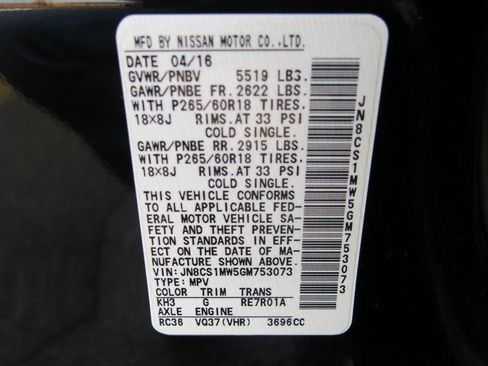 MFD BY NISSAN MOTOR CO.,LTD.
DATE 04/16
GVWR/PNBV 5519 LBS.
GAWR/PNBE FR. 2622 LBS.
WITH P265/60R18 TIRES.
18X8J RIMS.AT 33 PSI
COLD SINGLE.
GAWR/PNBE RR. 2915 LBS.
WITH P265/60R18 TIRES.
18X8J RIMS.AT 33 PSI
COLD SINGLE.
THIS VEHICLE CONFORMS
TO ALL APPLICABLE FED-
ERAL MOTOR VEHICLE SA-
FETY AND THEFT PREV-
ENTION STANDARDS IN EFF-
ECT ON THE DATE OF MA-
NUFACTURE SHOWN ABOVE.
VIN:JN8CS1MW5GM753073
TYPE:MPV
COLOR TRIM TRANS
KH3 G RE7R01A
AXLE ENGINE
RC36 VQ37(VHR) 3696CC
JN8CS1MW5GM753073